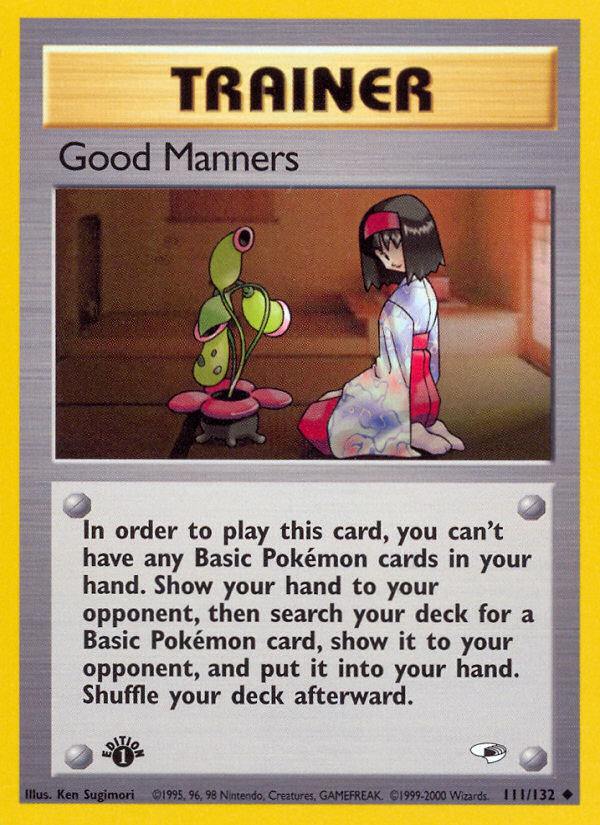 TRAINER
Good Manners
In order to play this card, you can't
have any Basic Pokémon cards in your
hand. Show your hand to your
opponent, then search your deck for a
Basic Pokémon card, show it to your
opponent, and put it into your hand.
Shuffle your deck afterward.
EDITION
1
Illus. Ken Sugimori ©1995, 96, 98 Nintendo, Creatures, GAMEFREAK. ©1999-2000 Wizards. 111/132 ◆